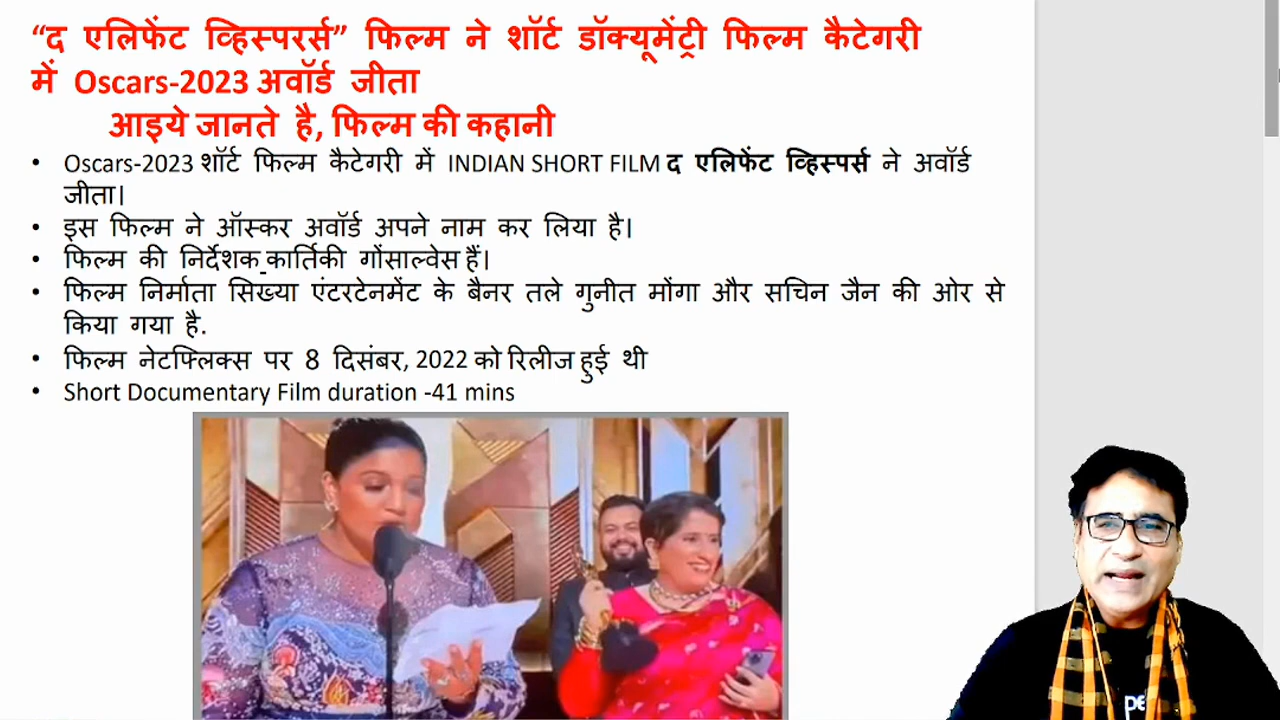 “द एलिफेंट व्हिस्परर्स” फिल्म ने शॉर्ट डॉक्यूमेंट्री फिल्म कैटेगरी
में Oscars-2023 अवॉर्ड जीता
आइये जानते है, फिल्म की कहानी
• Oscars-2023 शॉर्ट फिल्म कैटेगरी में INDIAN SHORT FILM द एलिफेंट व्हिस्पर्स ने अवॉर्ड
जीता।
• इस फिल्म ने ऑस्कर अवॉर्ड अपने नाम कर लिया है।
• फिल्म की निर्देशक_कार्तिकी गोंसाल्वेस हैं।
• फिल्म निर्माता सिख्या एंटरटेनमेंट के बैनर तले गुनीत मोंगा और सचिन जैन की ओर से
किया गया है.
• फिल्म नेटफ्लिक्स पर 8 दिसंबर, 2022 को रिलीज हुई थी
• Short Documentary Film duration -41 mins